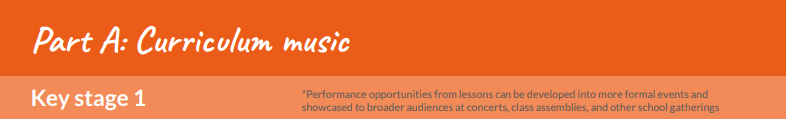 Part A: Curriculum music
Key stage 1
*Performance opportunities from lessons can be developed into more formal events and
showcased to broader audiences at concerts, class assemblies, and other school gatherings